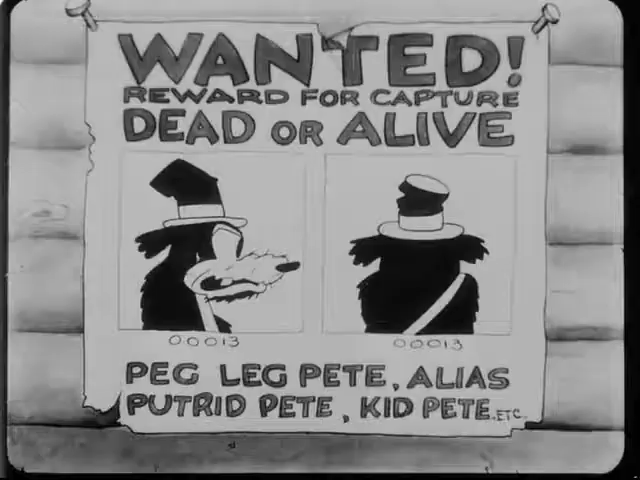 WANTED!
REWARD FOR CAPTURE
DEAD OR ALIVE
00013 00013
PEG LEG PETE, ALIAS
PUTRID PETE, KID PETE, ETC.